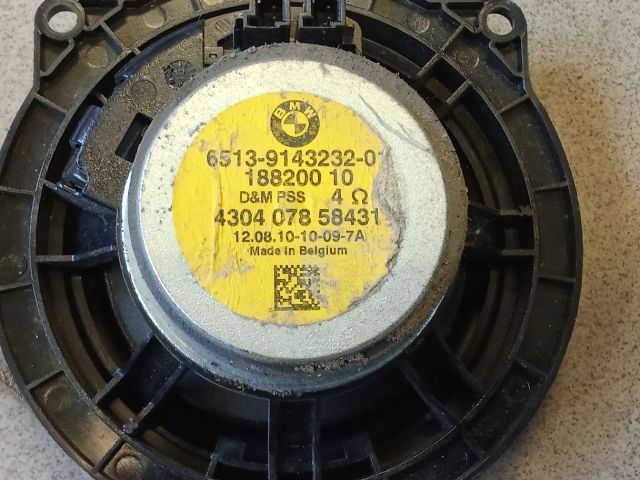 BMW
6513-9143232-01
188200 10
D&M PSS 4 Ω
4304 078 58431
12.08.10-10-09-7A
Made in Belgium